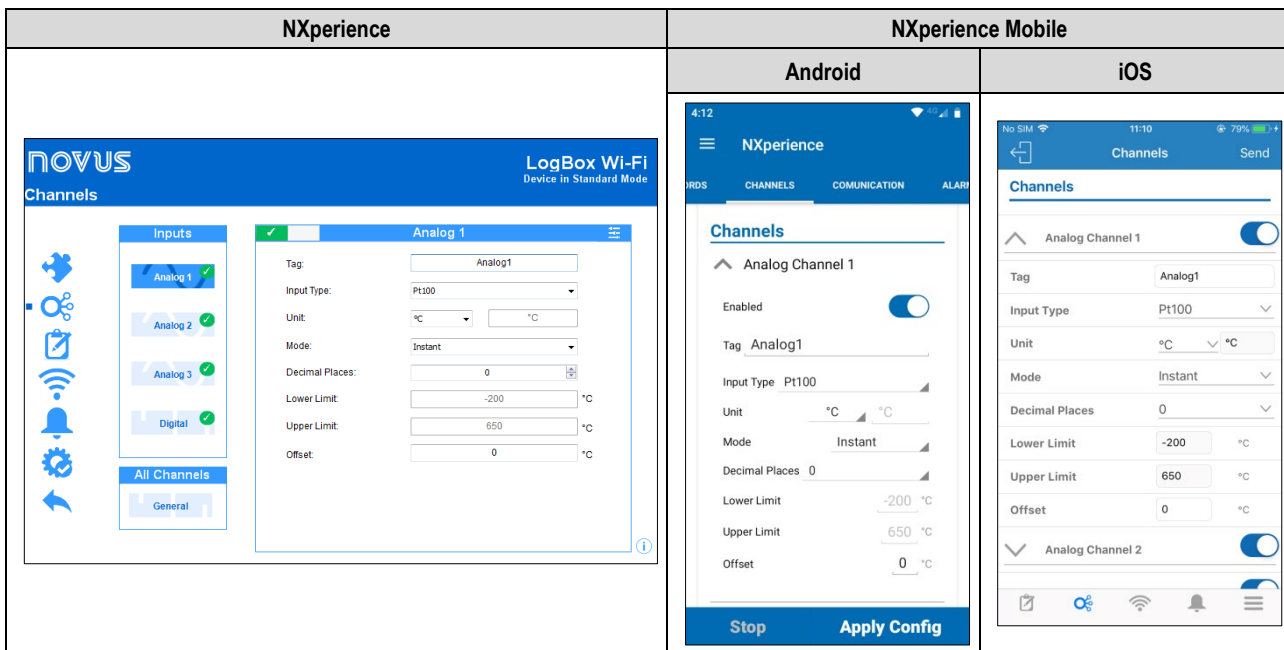 NXperience
NXperience Mobile
Android
iOS
novus
LogBox Wi-Fi
Device in Standard Mode
Channels
Inputs
Analog 1
Analog 2
Analog 3
Digital
All Channels
General
Analog 1
Tag: Analog1
Input Type: Pt100
Unit: ºC °C
Mode: Instant
Decimal Places: 0
Lower Limit: -200 °C
Upper Limit: 650 °C
Offset: 0 °C
4:12 4G
NXperience
ORDS CHANNELS COMUNICATION ALARM
Channels
Analog Channel 1
Enabled
Tag Analog1
Input Type Pt100
Unit °C °C
Mode Instant
Decimal Places 0
Lower Limit -200 °C
Upper Limit 650 °C
Offset 0 °C
Stop Apply Config
No SIM 11:10 79%
Channels Send
Channels
Analog Channel 1
Tag Analog1
Input Type Pt100
Unit °C °C
Mode Instant
Decimal Places 0
Lower Limit -200 °C
Upper Limit 650 °C
Offset 0 °C
Analog Channel 2